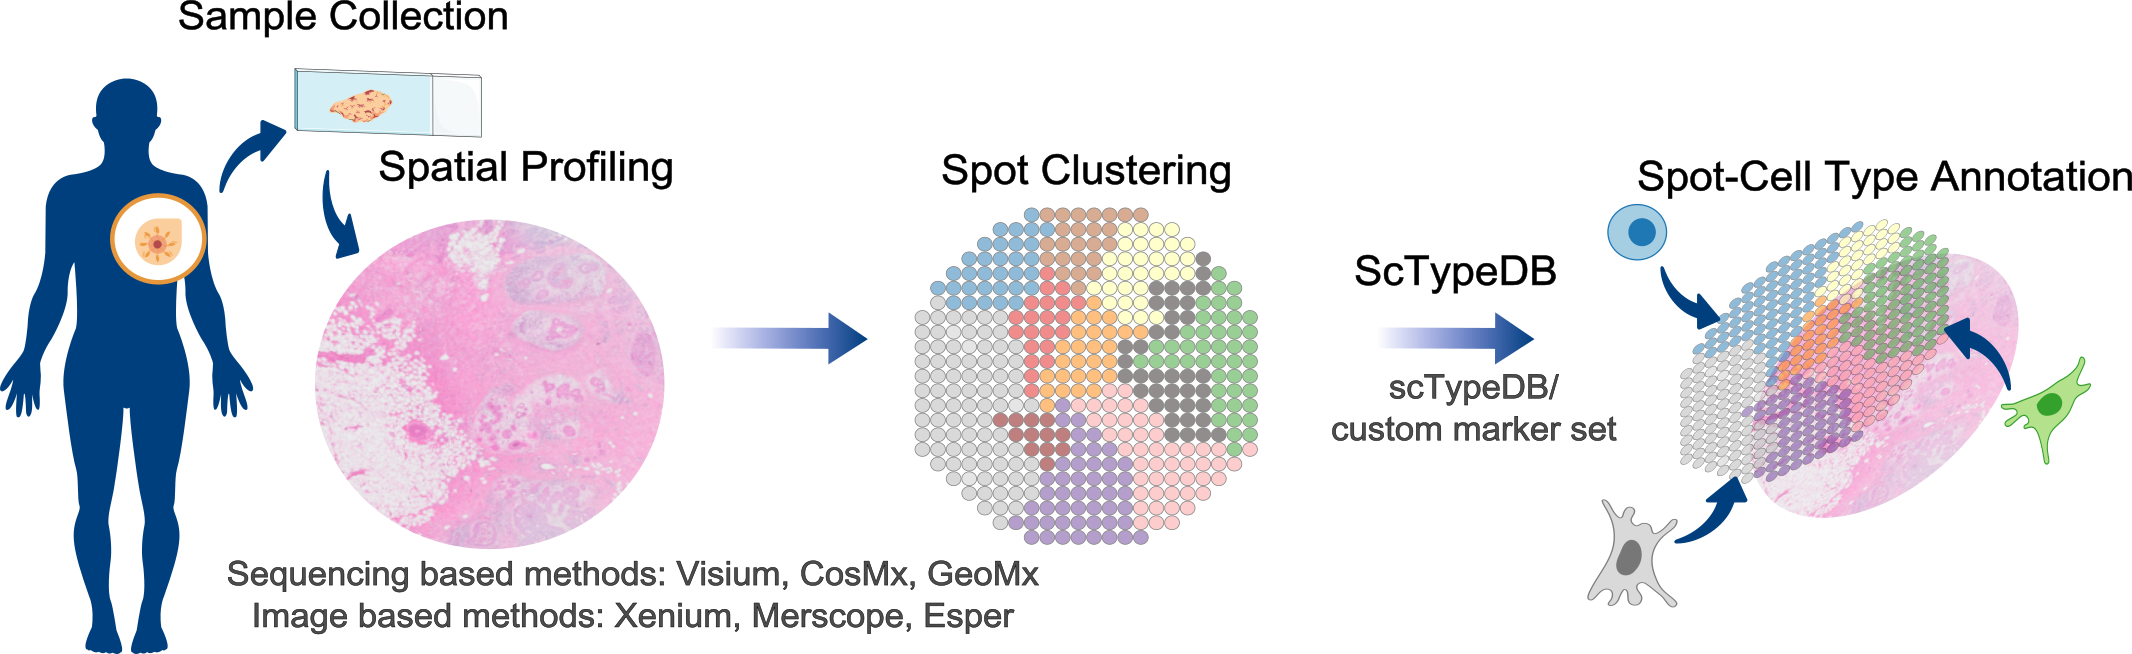 Sample Collection
Spatial Profiling
Sequencing based methods: Visium, CosMx, GeoMx
Image based methods: Xenium, Merscope, Esper
Spot Clustering
ScTypeDB
scTypeDB/
custom marker set
Spot-Cell Type Annotation